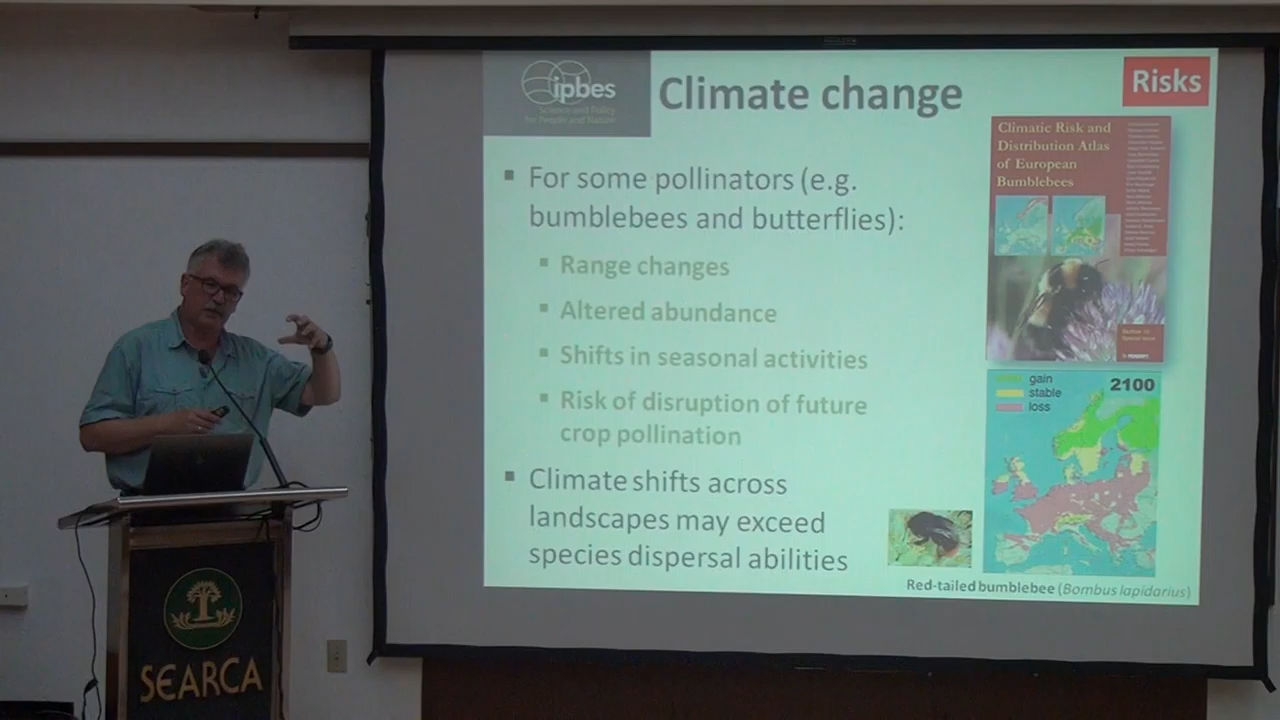 ipbes
Science and Policy
for People and Nature
Climate change
Risks
▪ For some pollinators (e.g.
bumblebees and butterflies):
▪ Range changes
▪ Altered abundance
▪ Shifts in seasonal activities
▪ Risk of disruption of future
crop pollination
▪ Climate shifts across
landscapes may exceed
species dispersal abilities
Climatic Risk and
Distribution Atlas
of European
Bumblebees
gain
stable
loss
2100
Red-tailed bumblebee (Bombus lapidarius)
SEARCA